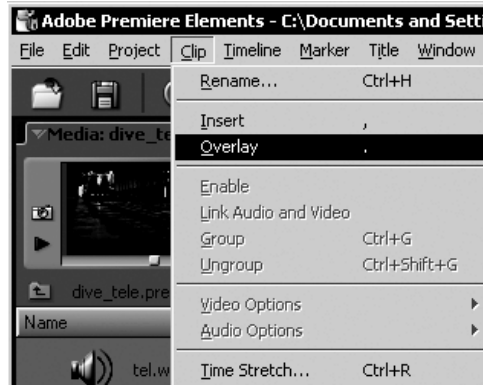 Adobe Premiere Elements - C:\Documents and Setti
File Edit Project Clip Timeline Marker Title Window
Rename... Ctrl+H
Media: dive_te
Insert ,
Overlay .
Enable
Link Audio and Video
Group Ctrl+G
Ungroup Ctrl+Shift+G
dive_tele.pre
Video Options
Name
Audio Options
tel.w
Time Stretch... Ctrl+R